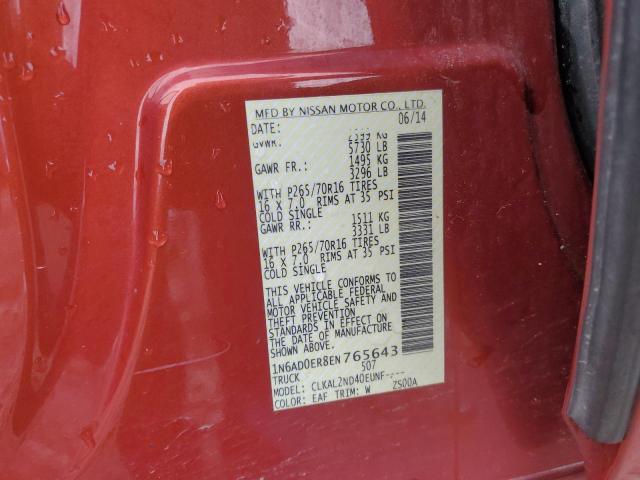 MFD BY NISSAN MOTOR CO., LTD.
DATE: 06/14
GVWR: KG
5730 LB
GAWR FR.: 1495 KG
3296 LB
WITH P265/70R16 TIRES
16 X 7.0 RIMS AT 35 PSI
COLD SINGLE
GAWR RR.: 1511 KG
3331 LB
WITH P265/70R16 TIRES
16 X 7.0 RIMS AT 35 PSI
COLD SINGLE
THIS VEHICLE CONFORMS TO
ALL APPLICABLE FEDERAL
MOTOR VEHICLE SAFETY AND
THEFT PREVENTION
STANDARDS IN EFFECT ON
THE DATE OF MANUFACTURE
SHOWN ABOVE.
1N6AD0ER8EN765643
TRUCK 507
MODEL: CLKAL2ND40EUNF----
COLOR: EAF TRIM: W ZS00A